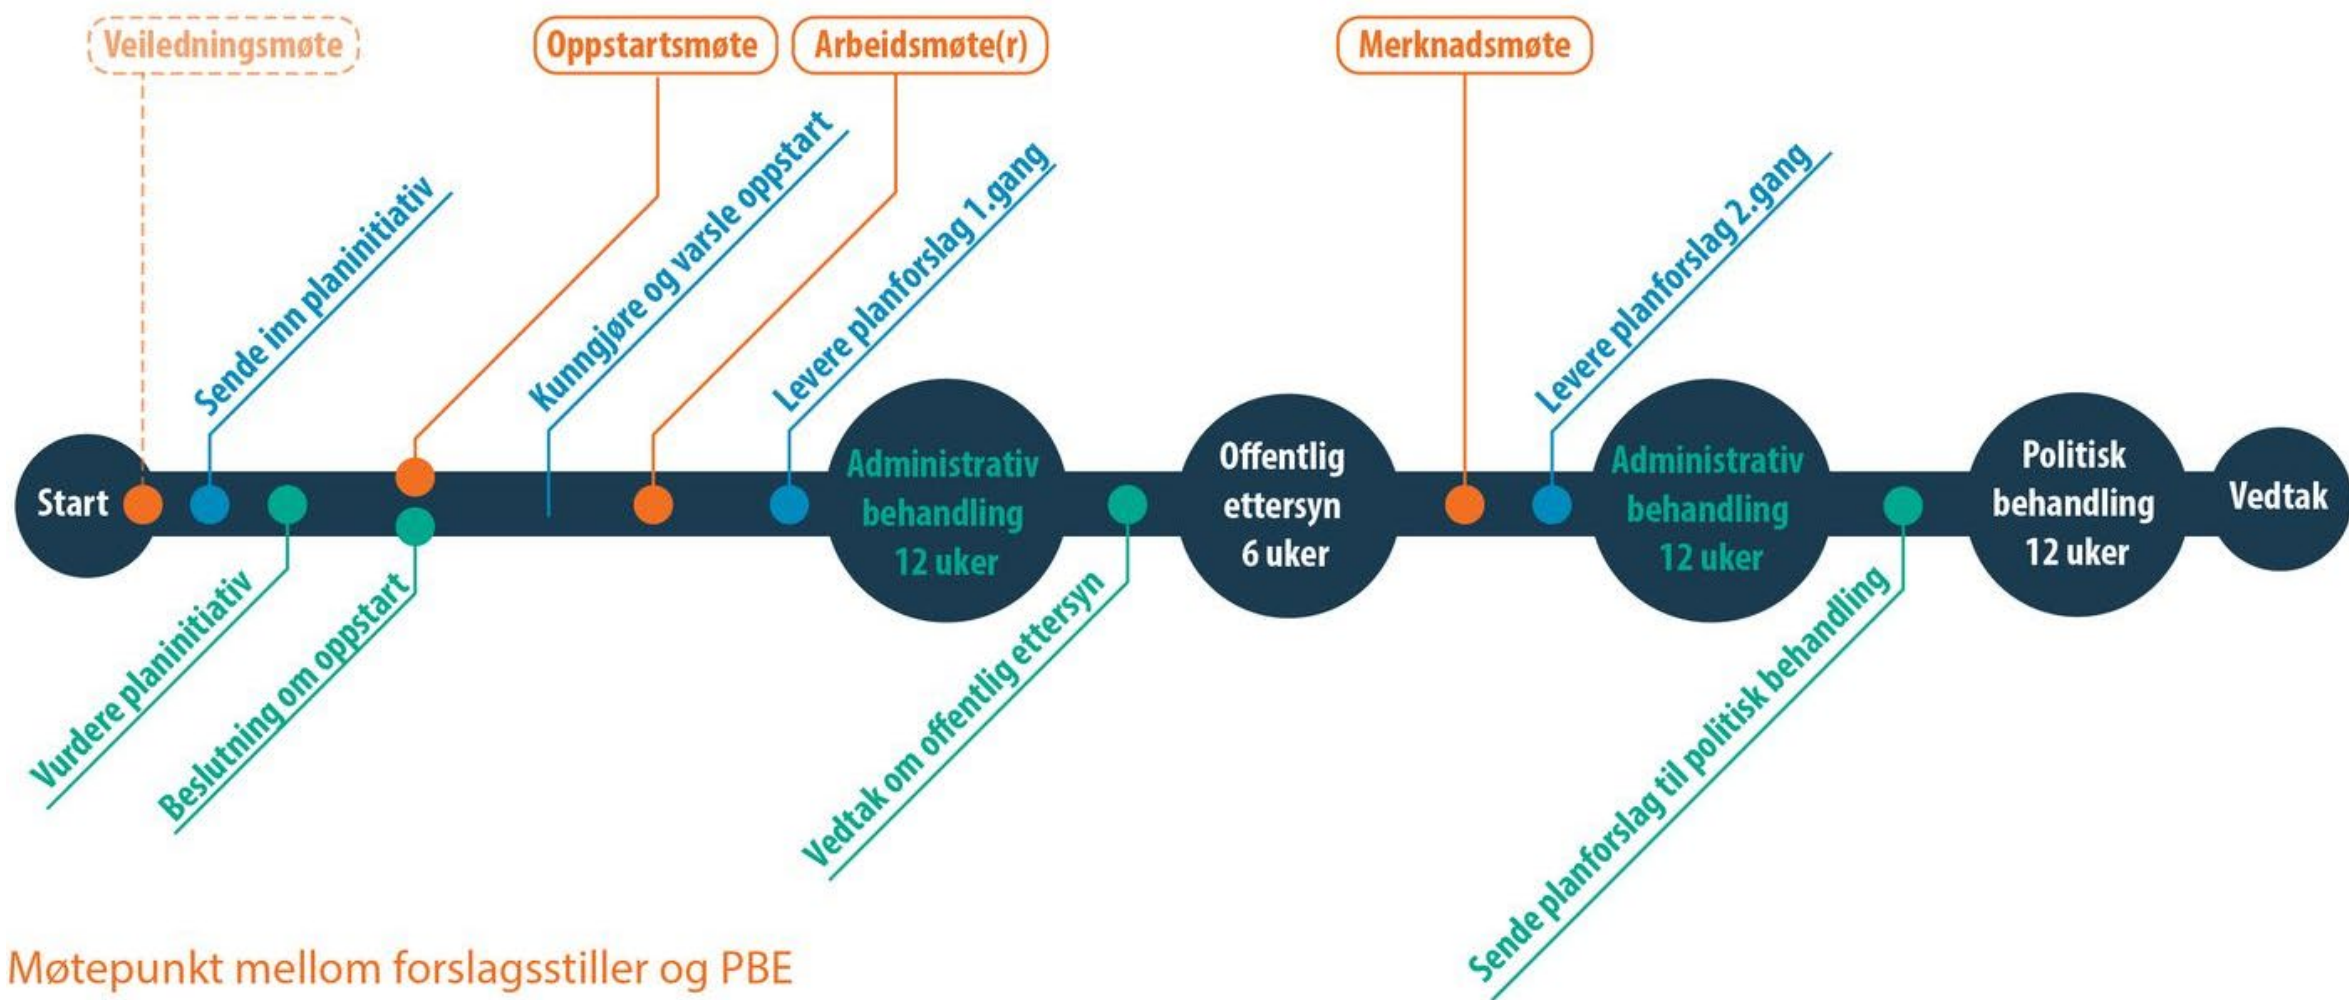 Veiledningsmøte
Oppstartsmøte
Arbeidsmøte(r)
Merknadsmøte
Sende inn planinitiativ
Kunngjøre og varsle oppstart
Levere planforslag 1.gang
Levere planforslag 2.gang
Start
Administrativ
behandling
12 uker
Offentlig
ettersyn
6 uker
Administrativ
behandling
12 uker
Politisk
behandling
12 uker
Vedtak
Vurdere planinitiativ
Beslutning om oppstart
Vedtak om offentlig ettersyn
Sende planforslag til politisk behandling
Møtepunkt mellom forslagsstiller og PBE